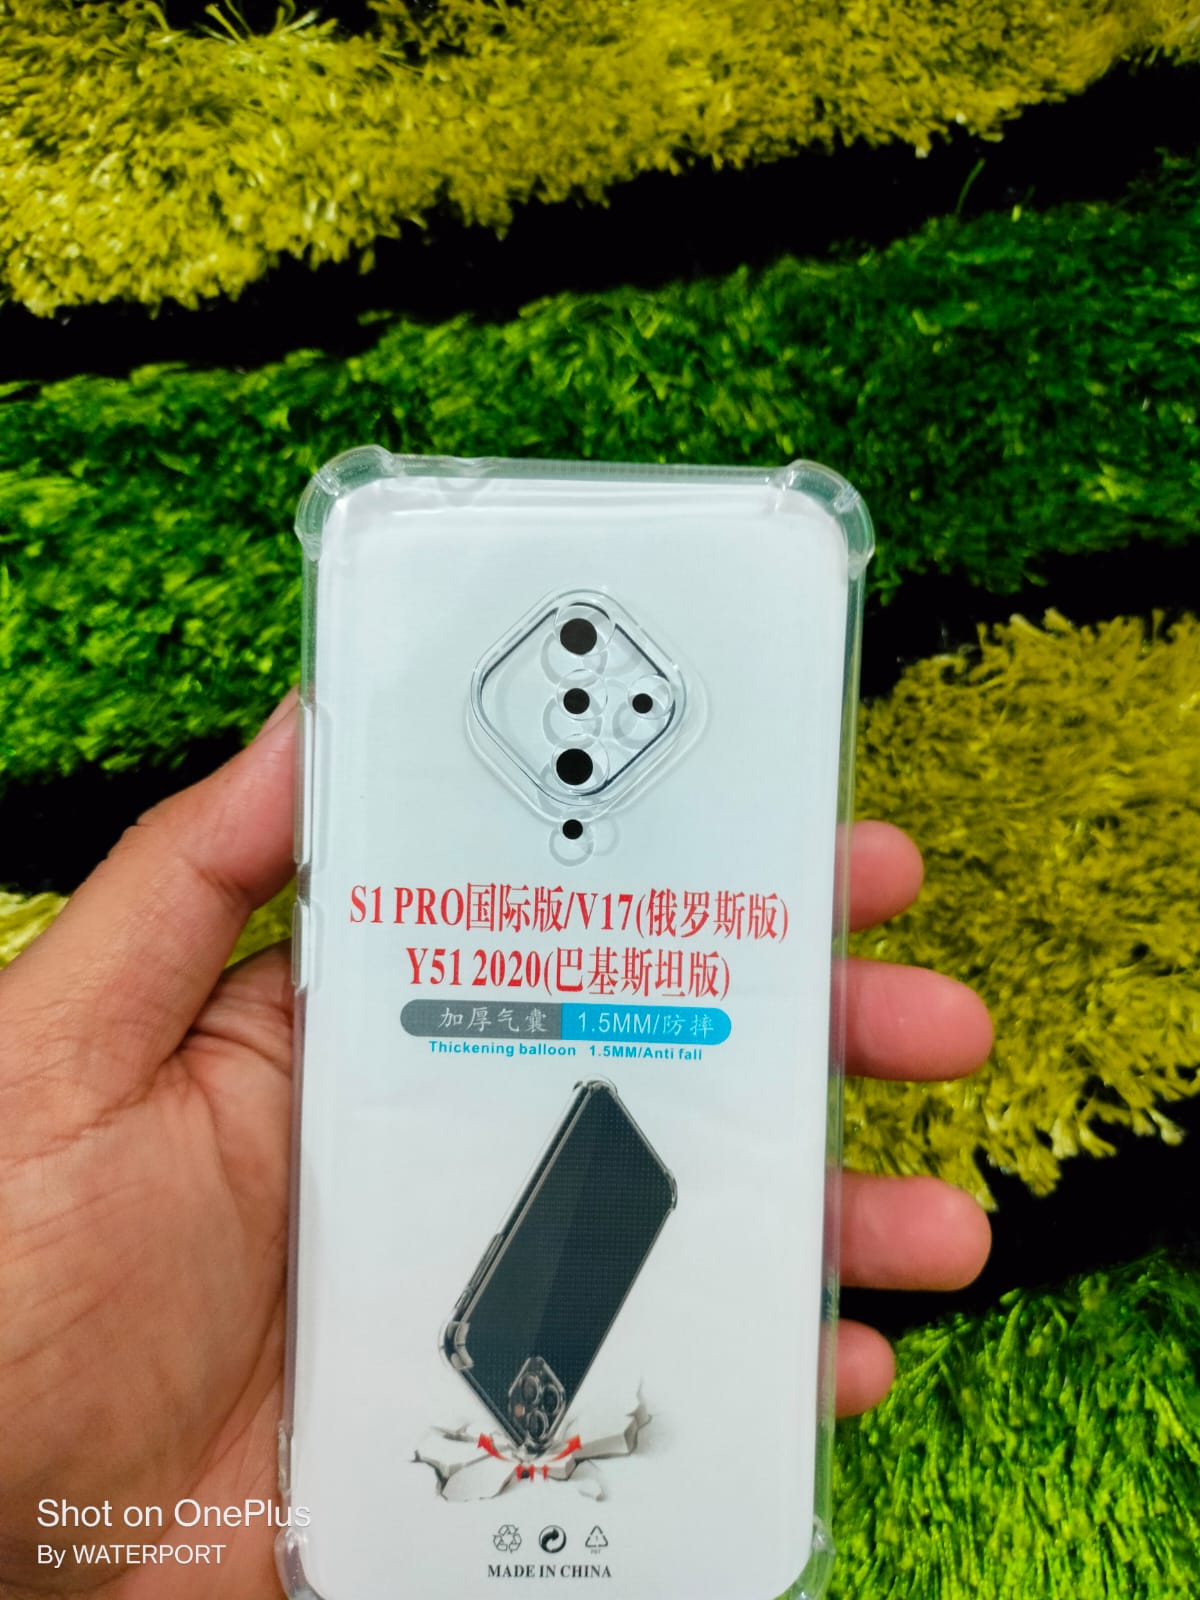 S1 PRO国际版/V17(俄罗斯版)
Y51 2020(巴基斯坦版)
加厚气囊 1.5MM/防摔
Thickening balloon 1.5MM/Anti fall
MADE IN CHINA
Shot on OnePlus
By WATERPORT